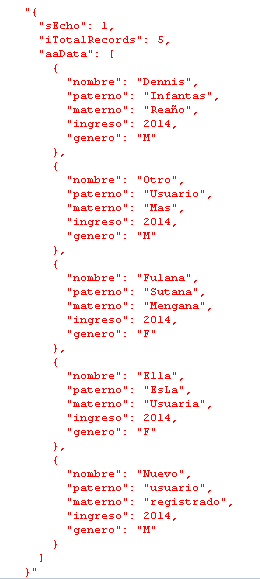 "{
"sEcho": 1,
"iTotalRecords": 5,
"aaData": [
{
"nombre": "Dennis",
"paterno": "Infantas",
"materno": "Reaño",
"ingreso": 2014,
"genero": "M"
},
{
"nombre": "Otro",
"paterno": "Usuario",
"materno": "Mas",
"ingreso": 2014,
"genero": "M"
},
{
"nombre": "Fulana",
"paterno": "Sutana",
"materno": "Mengana",
"ingreso": 2014,
"genero": "F"
},
{
"nombre": "Ella",
"paterno": "EsLa",
"materno": "Usuaria",
"ingreso": 2014,
"genero": "F"
},
{
"nombre": "Nuevo",
"paterno": "usuario",
"materno": "registrado",
"ingreso": 2014,
"genero": "M"
}
]
}"